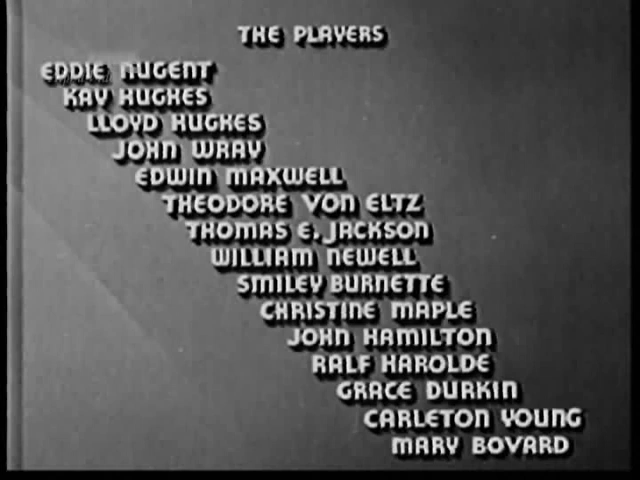 THE PLAYERS
EDDIE NUGENT
KAY HUGHES
LLOYD HUGHES
JOHN WRAY
EDWIN MAXWELL
THEODORE VON ELTZ
THOMAS E. JACKSON
WILLIAM NEWELL
SMILEY BURNETTE
CHRISTINE MAPLE
JOHN HAMILTON
RALF HAROLDE
GRACE DURKIN
CARLETON YOUNG
MARY BOVARD